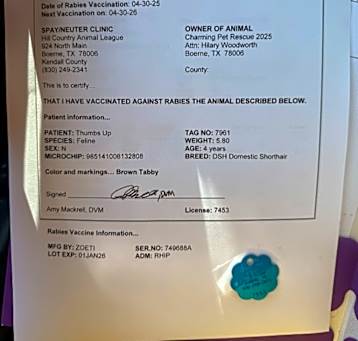 Date of Rabies Vaccination: 04-30-25
Next Vaccination on: 04-30-26
SPAY/NEUTER CLINIC
Hill Country Animal League
924 North Main
Boerne, TX 78006
Kendall County
(830) 249-2341
OWNER OF ANIMAL
Charming Pet Rescue 2025
Attn: Hilary Woodworth
Boerne, TX 78006
County:
This is to certify...
THAT I HAVE VACCINATED AGAINST RABIES THE ANIMAL DESCRIBED BELOW.
Patient information...
PATIENT: Thumbs Up
SPECIES: Feline
SEX: N
MICROCHIP: 985141006132808
TAG NO: 7961
WEIGHT: 5.80
AGE: 4 years
BREED: DSH Domestic Shorthair
Color and markings... Brown Tabby
Signed DVM
Amy Mackrell, DVM
License: 7453
Rabies Vaccine Information...
MFG BY: ZOETI
LOT EXP: 01JAN26
SER.NO: 749688A
ADM: RHIP